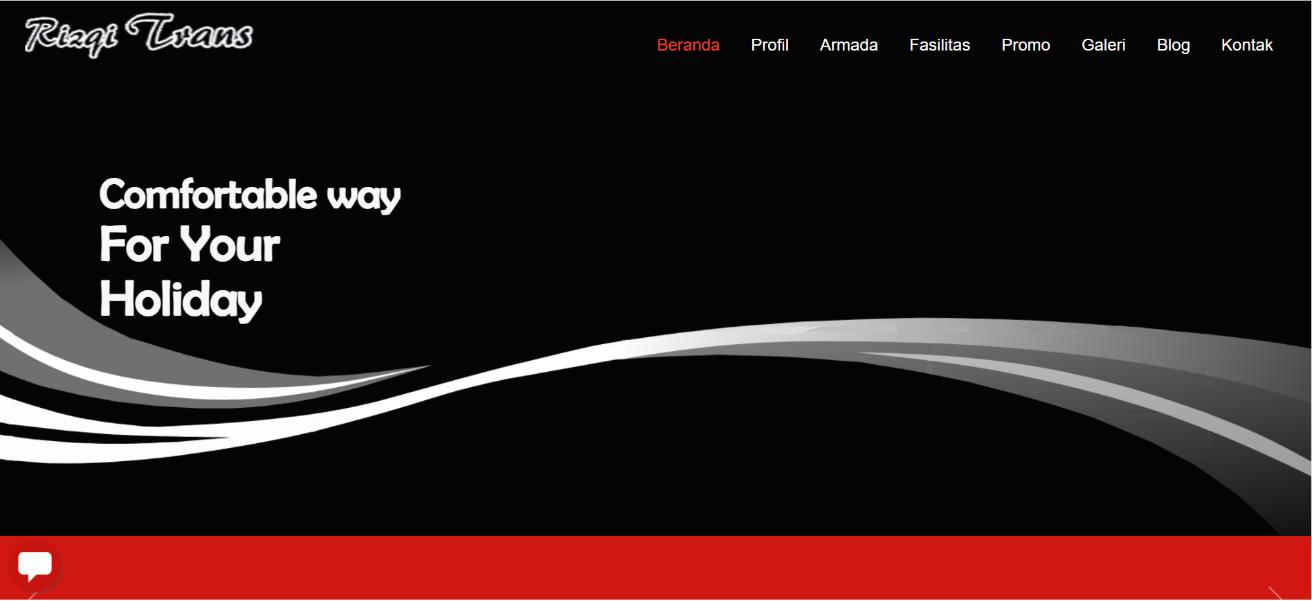 Rizqi Trans
Beranda Profil Armada Fasilitas Promo Galeri Blog Kontak
Comfortable way
For Your
Holiday